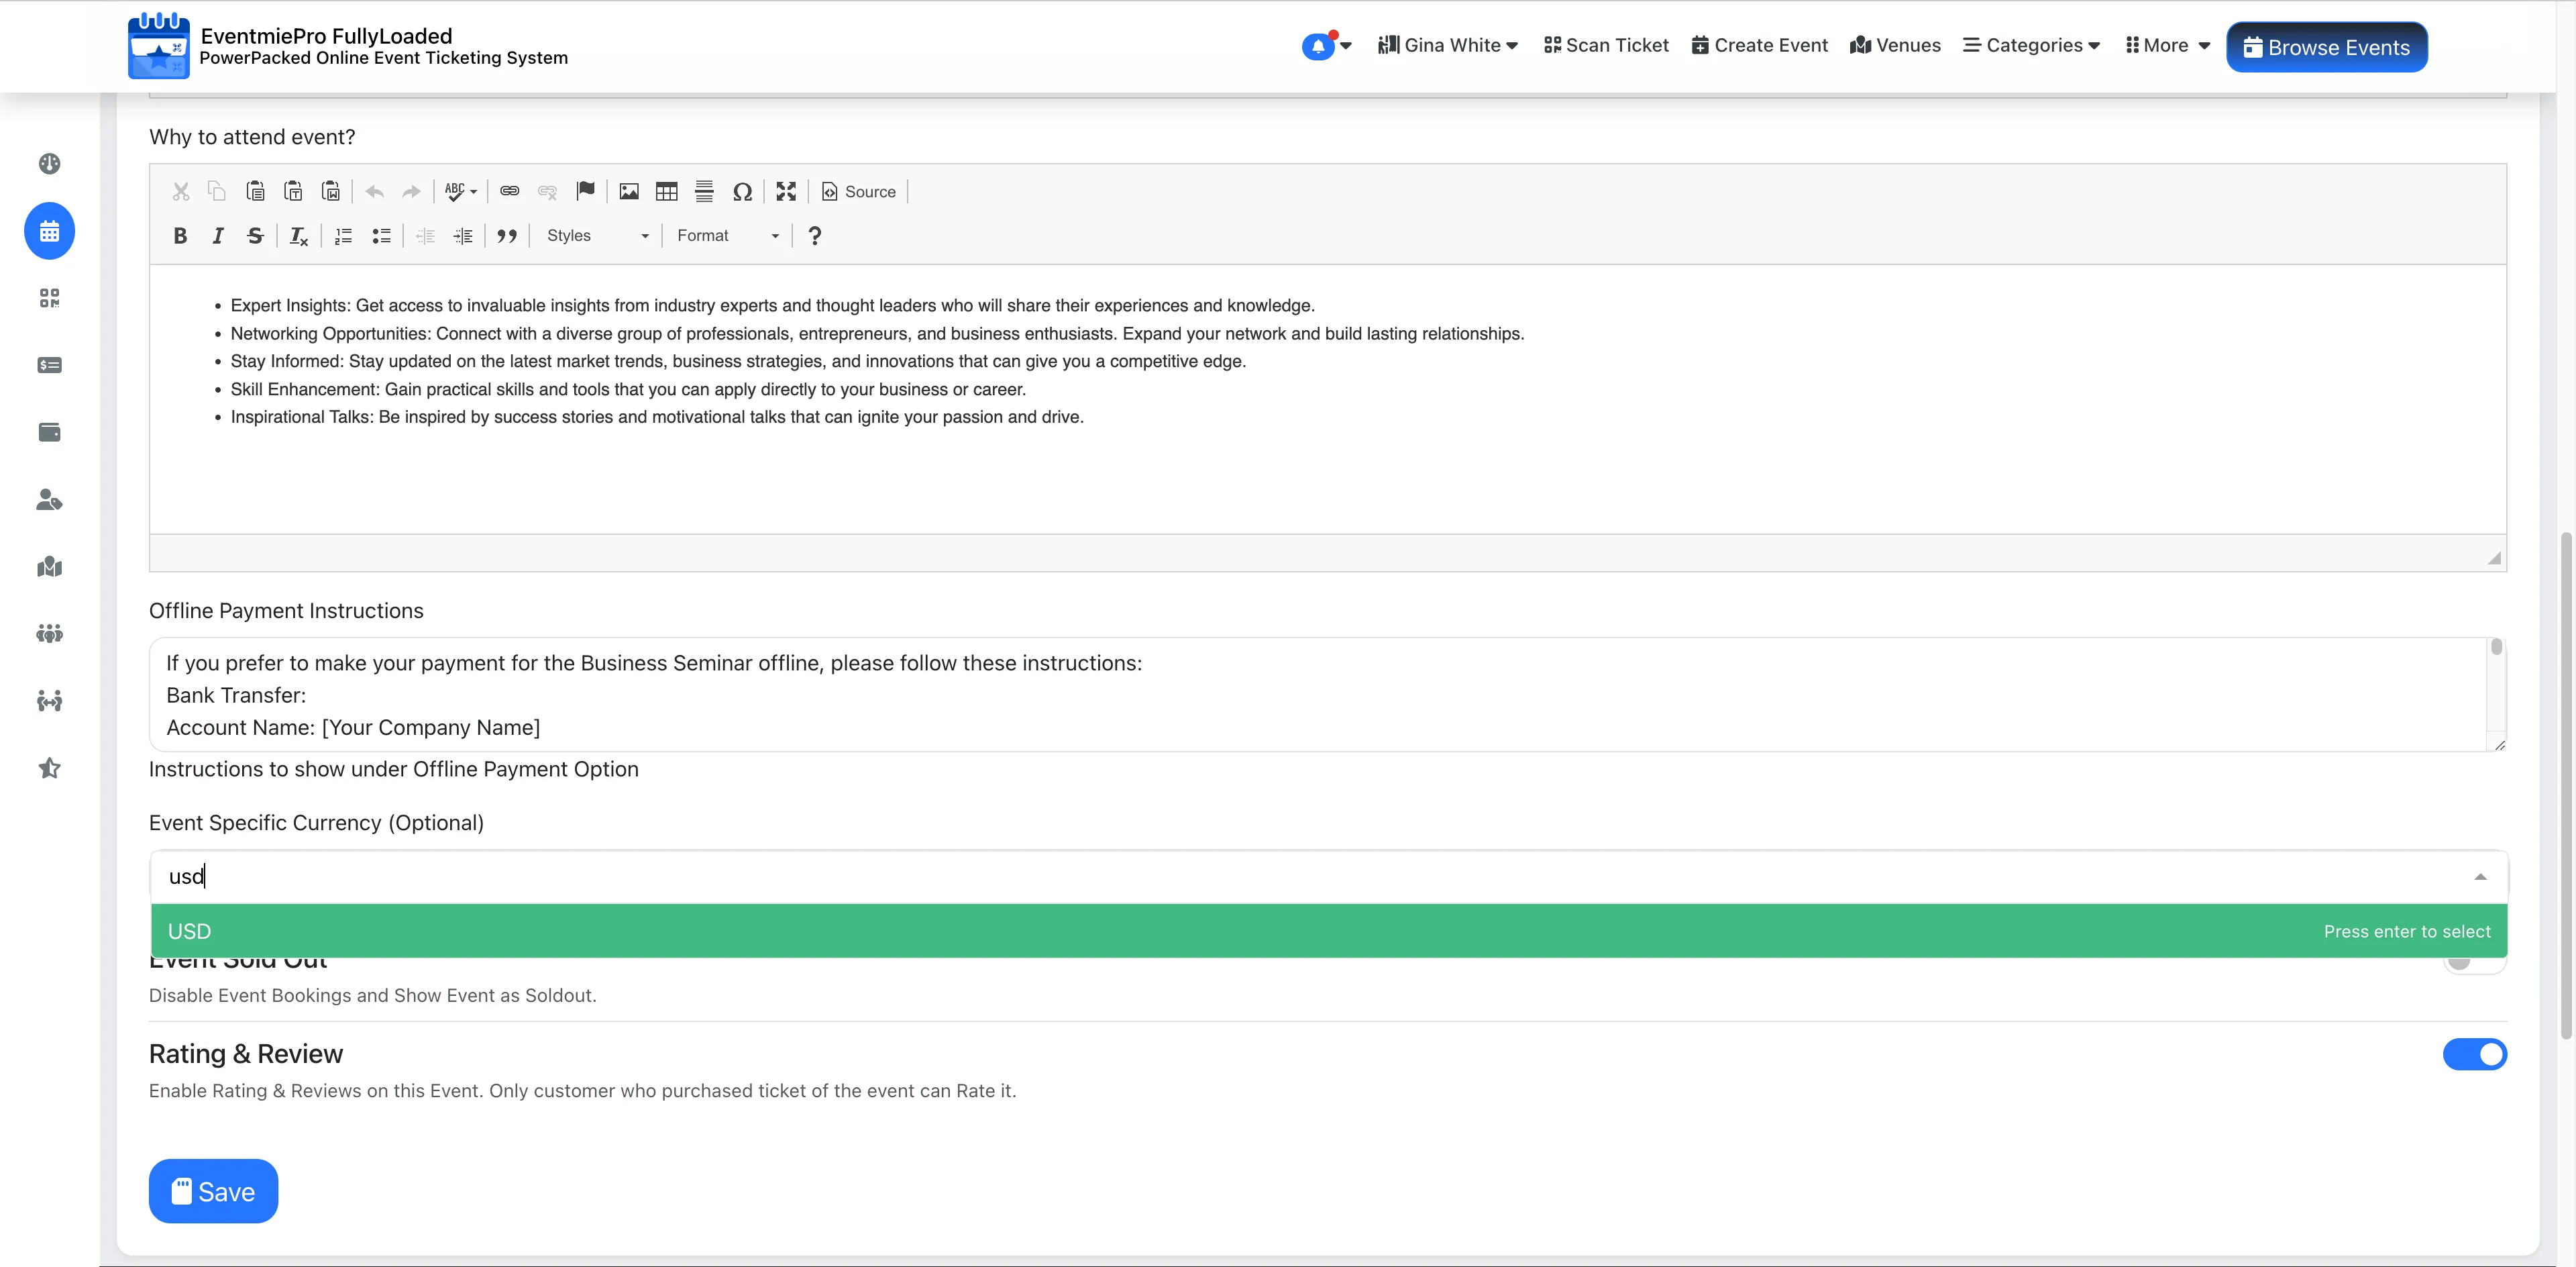 EventmiePro FullyLoaded
PowerPacked Online Event Ticketing System
Gina White
Scan Ticket
Create Event
Venues
Categories
More
Browse Events
Why to attend event?
ABC
Source
B I S Ix
Styles
Format
?
• Expert Insights: Get access to invaluable insights from industry experts and thought leaders who will share their experiences and knowledge.
• Networking Opportunities: Connect with a diverse group of professionals, entrepreneurs, and business enthusiasts. Expand your network and build lasting relationships.
• Stay Informed: Stay updated on the latest market trends, business strategies, and innovations that can give you a competitive edge.
• Skill Enhancement: Gain practical skills and tools that you can apply directly to your business or career.
• Inspirational Talks: Be inspired by success stories and motivational talks that can ignite your passion and drive.
Offline Payment Instructions
If you prefer to make your payment for the Business Seminar offline, please follow these instructions:
Bank Transfer:
Account Name: [Your Company Name]
Instructions to show under Offline Payment Option
Event Specific Currency (Optional)
usd
USD
Press enter to select
Event Sold Out
Disable Event Bookings and Show Event as Soldout.
Rating & Review
Enable Rating & Reviews on this Event. Only customer who purchased ticket of the event can Rate it.
Save